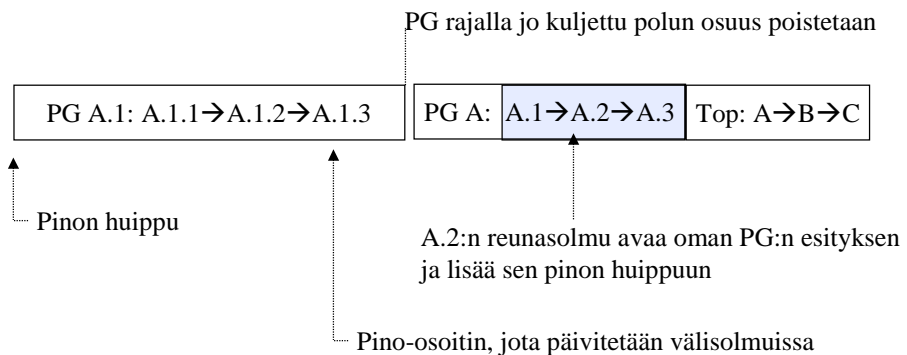 PG rajalla jo kuljettu polun osuus poistetaan
PG A.1: A.1.1→A.1.2→A.1.3
PG A: A.1→A.2→A.3
Top: A→B→C
Pinon huippu
A.2:n reunasolmu avaa oman PG:n esityksen
ja lisää sen pinon huippuun
Pino-osoitin, jota päivitetään välisolmuissa